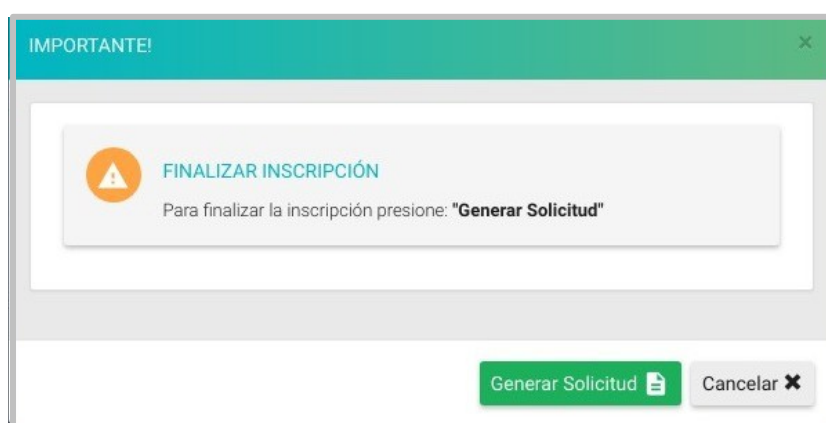 IMPORTANTE!
FINALIZAR INSCRIPCIÓN
Para finalizar la inscripción presione: "Generar Solicitud"
Generar Solicitud
Cancelar